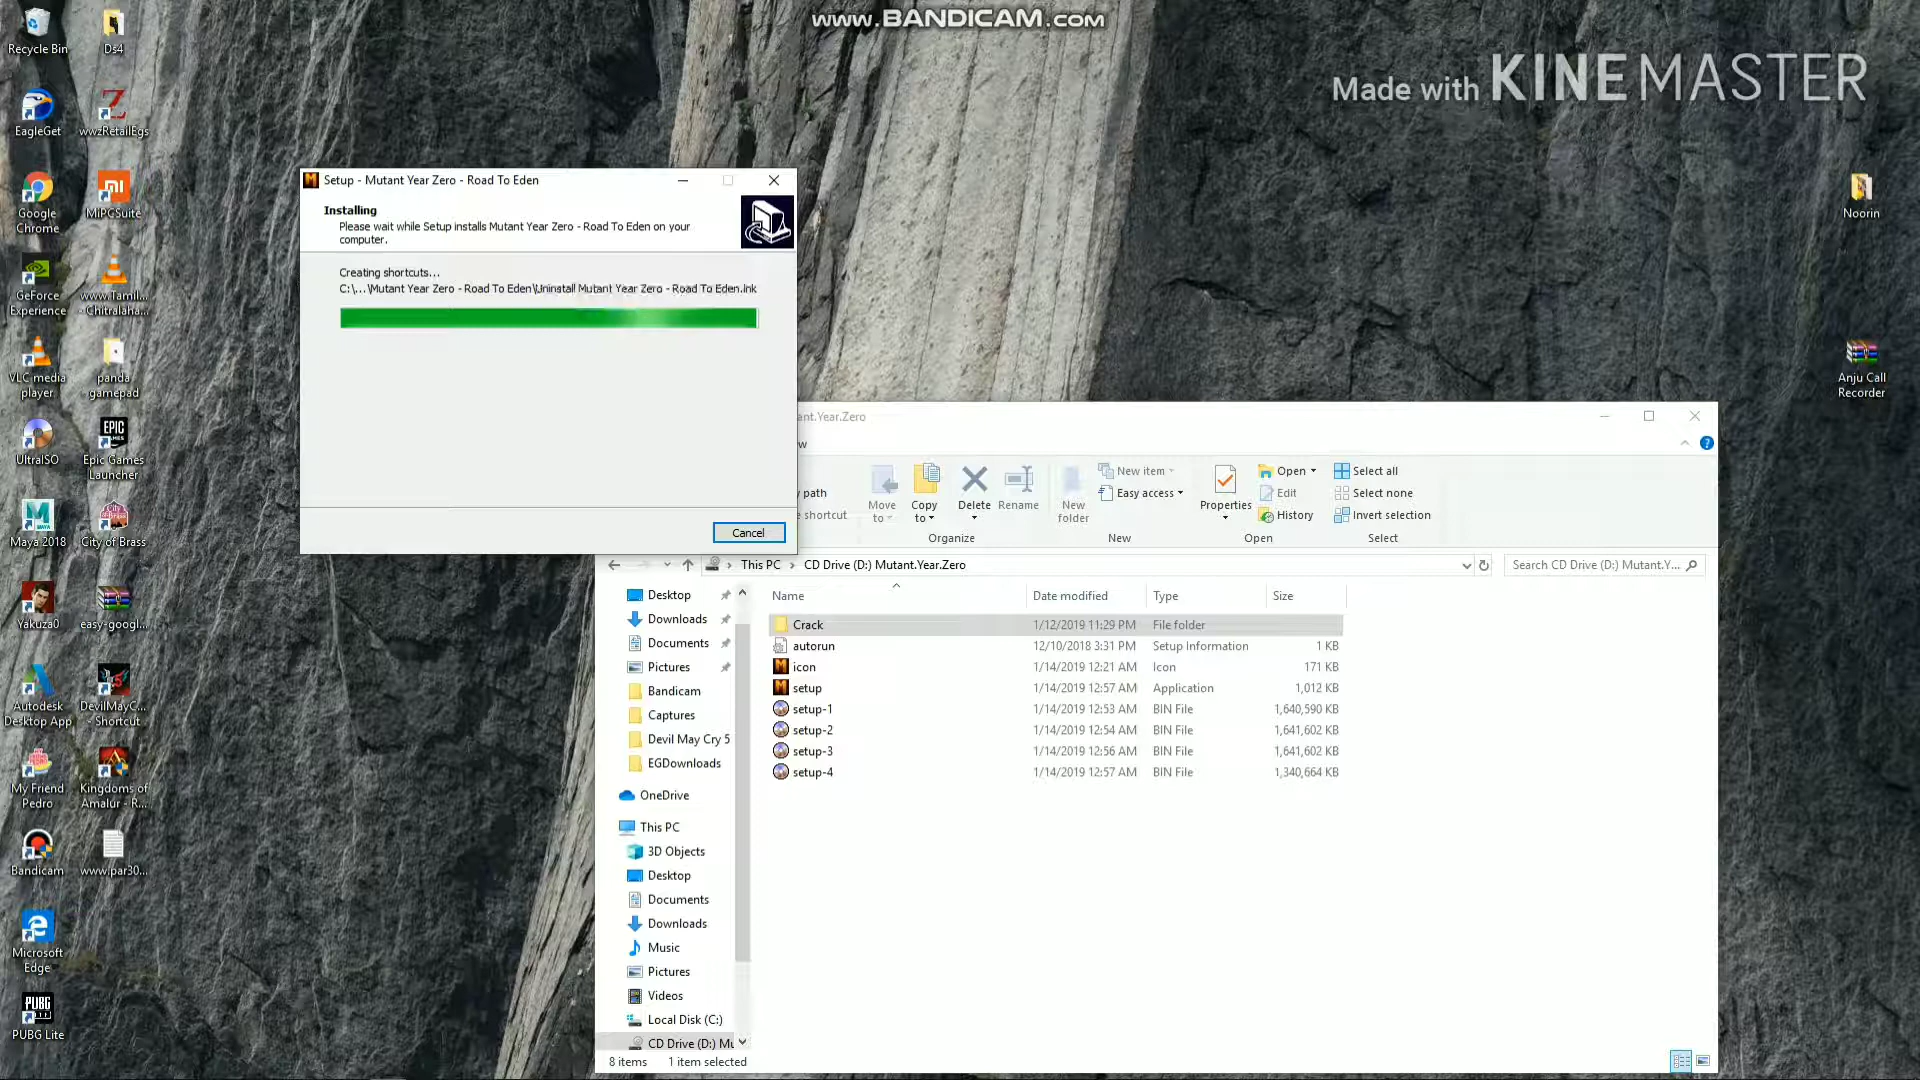 www.BANDICAM.com
Made with KINEMASTER
Recycle Bin
Ds4
EagleGet
wwzRetailEgs
Google
Chrome
MIPCSuite
GeForce
Experience
www.Tamil...
- Chitralaha...
VLC media
player
panda
gamepad
UltraISO
Epic Games
Launcher
Maya 2018
City of Brass
Yakuza0
easy-googl...
Autodesk
Desktop App
DevilMayC...
- Shortcut
My Friend
Pedro
Kingdoms of
Amalur - R...
Bandicam
www.par30...
Microsoft
Edge
PUBG Lite
Noorin
Anju Call
Recorder
Setup - Mutant Year Zero - Road To Eden
Installing
Please wait while Setup installs Mutant Year Zero - Road To Eden on your
computer.
Creating shortcuts...
C:\...\Mutant Year Zero - Road To Eden\Uninstall Mutant Year Zero - Road To Eden.lnk
Cancel
ant.Year.Zero
w
y path
e shortcut
Move
to
Copy
to
Delete
Rename
Organize
New
folder
New item
Easy access
New
Properties
Open
Edit
History
Open
Select all
Select none
Invert selection
Select
This PC > CD Drive (D:) Mutant.Year.Zero
Search CD Drive (D:) Mutant.Y...
Desktop
Downloads
Documents
Pictures
Bandicam
Captures
Devil May Cry 5
EGDownloads
OneDrive
This PC
3D Objects
Desktop
Documents
Downloads
Music
Pictures
Videos
Local Disk (C:)
CD Drive (D:) Mu
Name Date modified Type Size
Crack 1/12/2019 11:29 PM File folder
autorun 12/10/2018 3:31 PM Setup Information 1 KB
icon 1/14/2019 12:21 AM Icon 171 KB
setup 1/14/2019 12:57 AM Application 1,012 KB
setup-1 1/14/2019 12:53 AM BIN File 1,640,590 KB
setup-2 1/14/2019 12:54 AM BIN File 1,641,602 KB
setup-3 1/14/2019 12:56 AM BIN File 1,641,602 KB
setup-4 1/14/2019 12:57 AM BIN File 1,340,664 KB
8 items 1 item selected